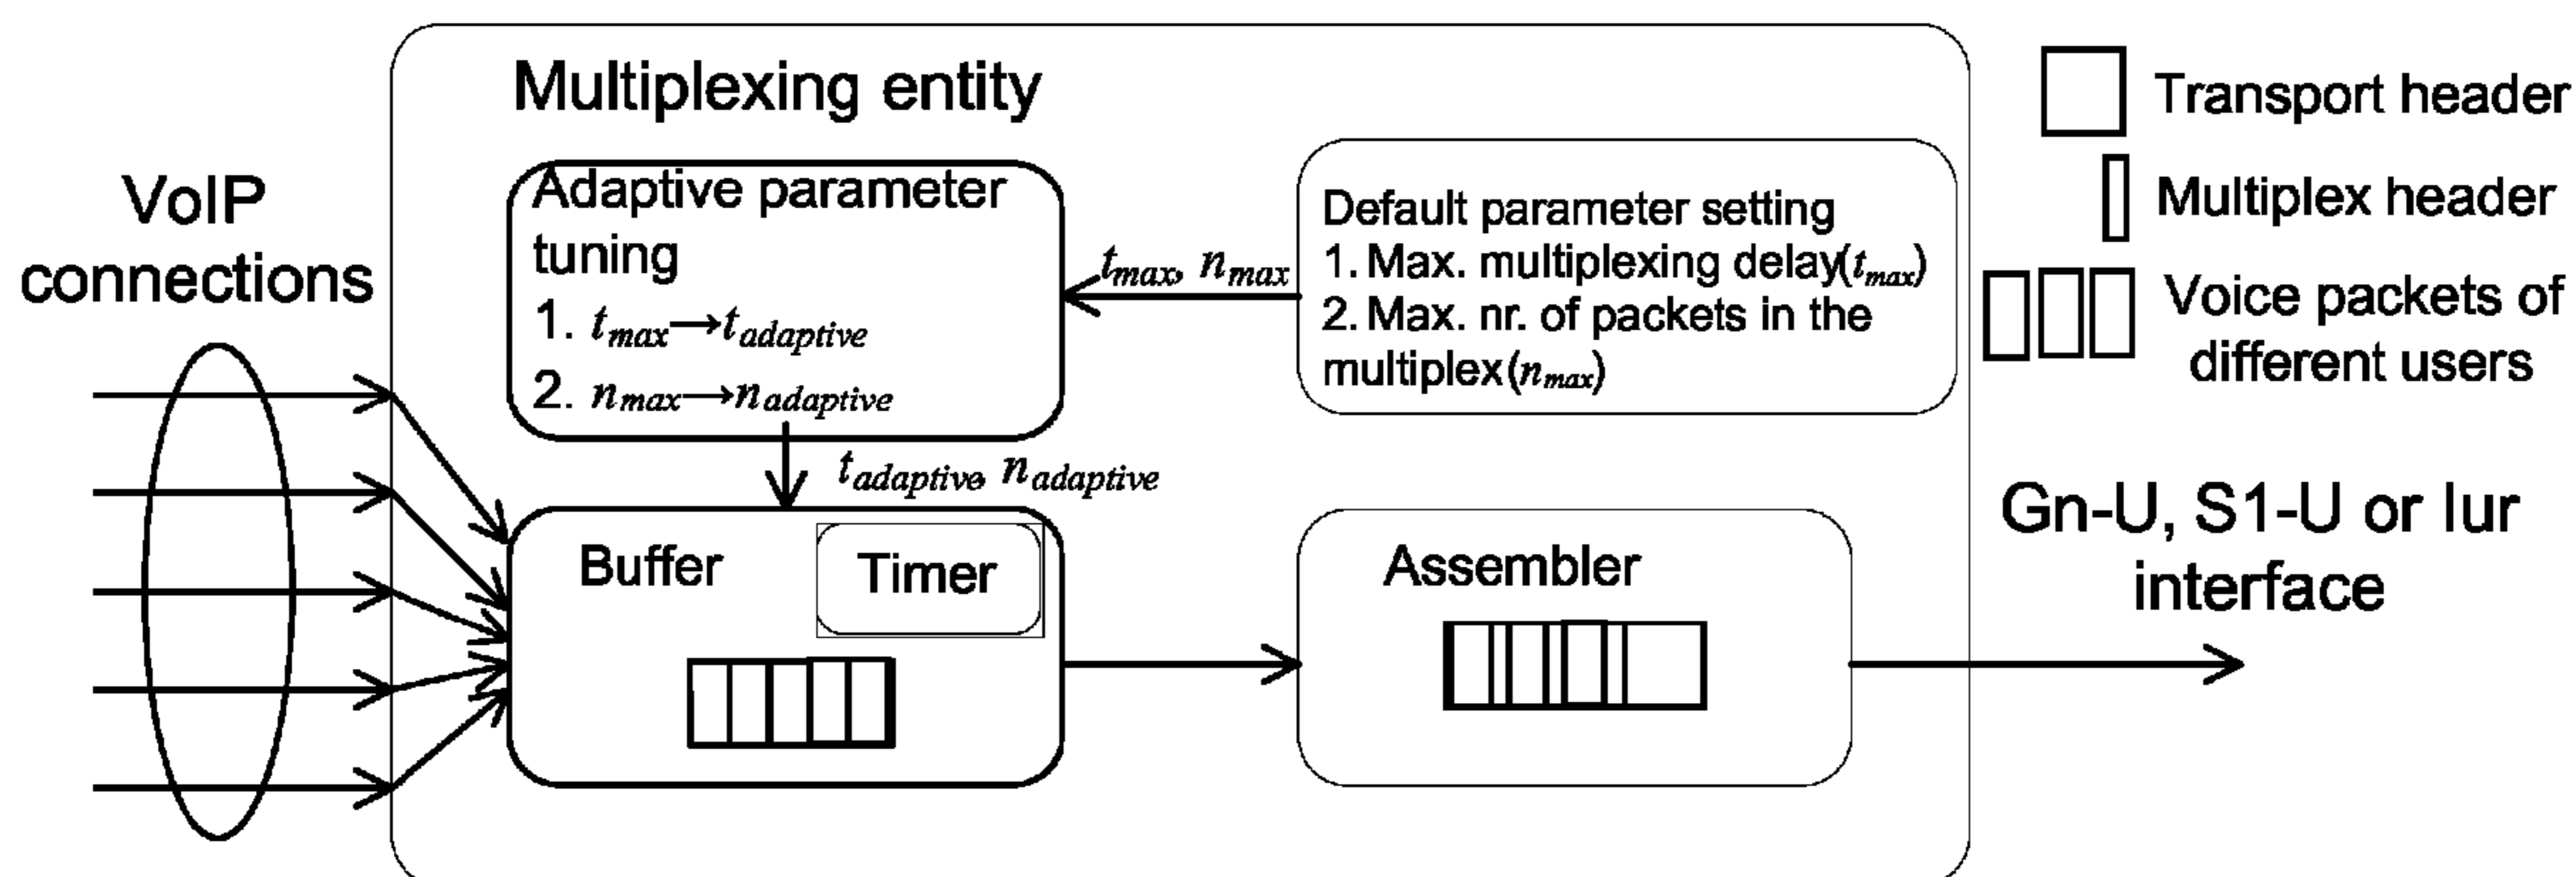 Multiplexing entity
VoIP
connections
Adaptive parameter
tuning
1. tmax→tadaptive
2. nmax→nadaptive
tmax, nmax
Default parameter setting
1. Max. multiplexing delay(tmax)
2. Max. nr. of packets in the
multiplex(nmax)
tadaptive, nadaptive
Buffer
Timer
Assembler
Transport header
Multiplex header
Voice packets of
different users
Gn-U, S1-U or Iur
interface